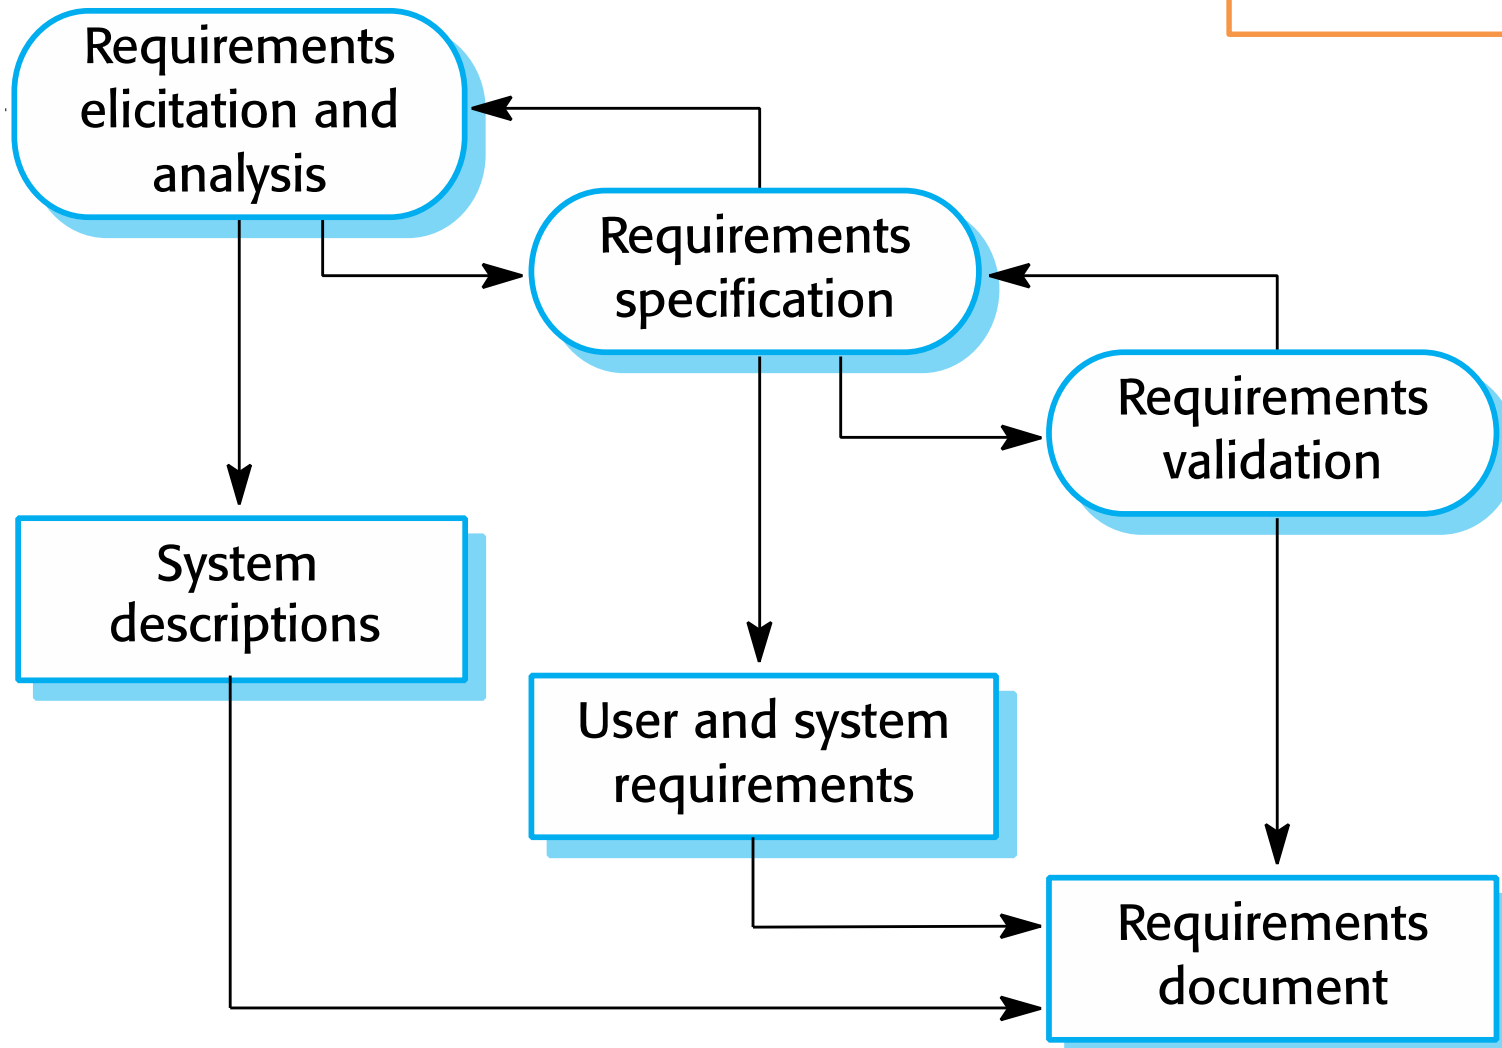 Requirements
elicitation and
analysis
Requirements
specification
Requirements
validation
System
descriptions
User and system
requirements
Requirements
document